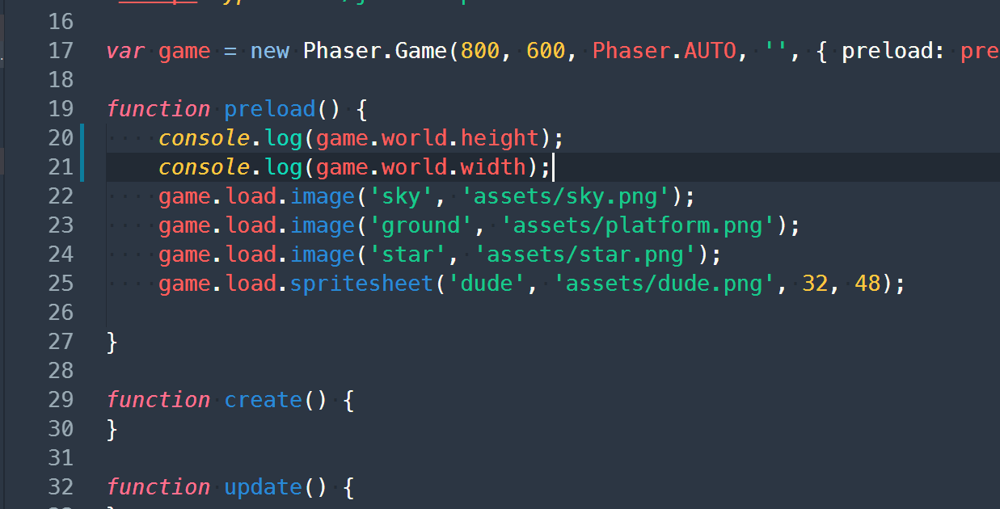 16
17 var game = new Phaser.Game(800, 600, Phaser.AUTO, '', { preload: pre
18
19 function preload() {
20     console.log(game.world.height);
21     console.log(game.world.width);
22     game.load.image('sky', 'assets/sky.png');
23     game.load.image('ground', 'assets/platform.png');
24     game.load.image('star', 'assets/star.png');
25     game.load.spritesheet('dude', 'assets/dude.png', 32, 48);
26
27 }
28
29 function create() {
30 }
31
32 function update() {